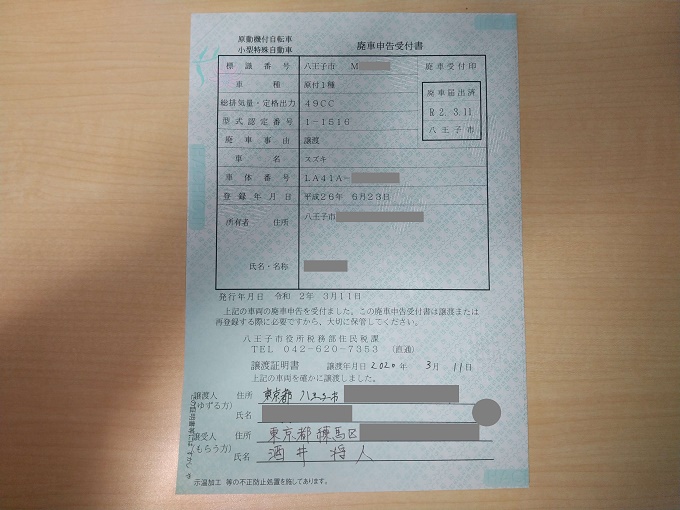 原動機付自転車
小型特殊自動車
廃車申告受付書
標識番号 八王子市 M
廃車受付印
車種 原付1種
総排気量・定格出力 49CC
廃車届出済
R2.3.11
八王子市
型式認定番号 1-1516
廃車事由 譲渡
車名 スズキ
車体番号 LA41A-
登録年月日 平成26年 6月23日
所有者 住所 八王子市
氏名・名称
発行年月日 令和 2年 3月11日
上記の車両の廃車申告を受付ました。この廃車申告受付書は譲渡または
再登録する際に必要ですから、大切に保管してください。
八王子市役所税務部住民税課
TEL 042-620-7353 (直通)
譲渡証明書 譲渡年月日 2020年 3月 11日
上記の車両を確かに譲渡しました。
譲渡人 住所 東京都 八王子市
(ゆずる方)
氏名
譲受人 住所 東京都練馬区
(もらう方)
氏名 酒井 将人
示温加工 等の不正防止処置を施してあります。